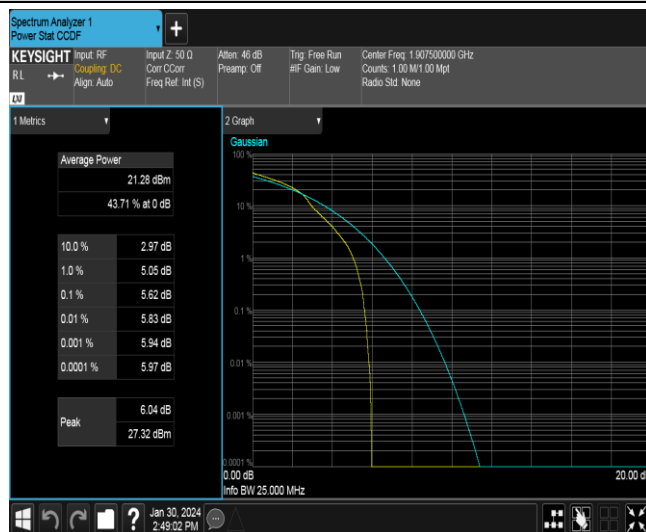 Spectrum Analyzer 1
Power Stat CCDF
KEYSIGHT
RL
LXI
Input: RF
Coupling: DC
Align: Auto
Input Z: 50 Ω
Corr CCorr
Freq Ref: Int (S)
Atten: 46 dB
Preamp: Off
Trig: Free Run
#IF Gain: Low
Center Freq: 1.907500000 GHz
Counts: 1.00 M/1.00 Mpt
Radio Std: None
1 Metrics
Average Power
21.28 dBm
43.71 % at 0 dB
10.0 % 2.97 dB
1.0 % 5.05 dB
0.1 % 5.62 dB
0.01 % 5.83 dB
0.001 % 5.94 dB
0.0001 % 5.97 dB
Peak
6.04 dB
27.32 dBm
2 Graph
Gaussian
100 %
10 %
1 %
0.1 %
0.01 %
0.001 %
0.0001 %
0.00 dB
20.00 d
Info BW 25.000 MHz
?
Jan 30, 2024
2:49:02 PM